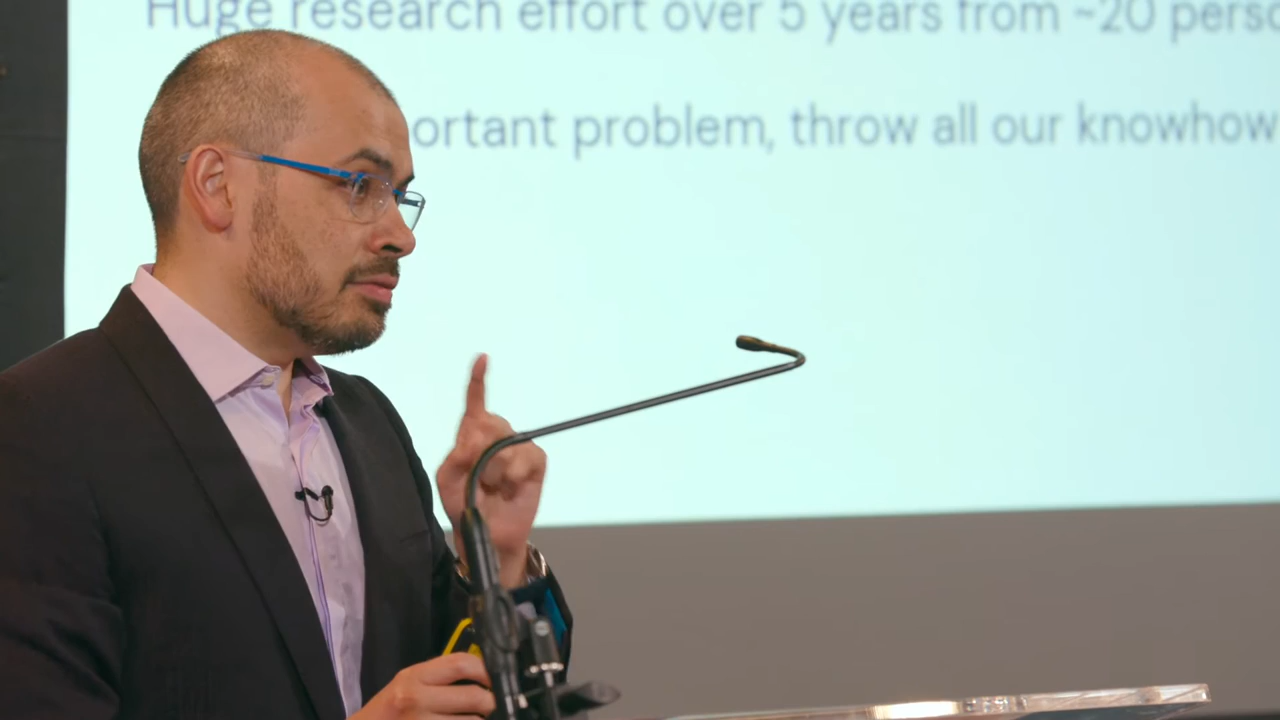 Huge research effort over 5 years from ~20 perso
ortant problem, throw all our knowhow